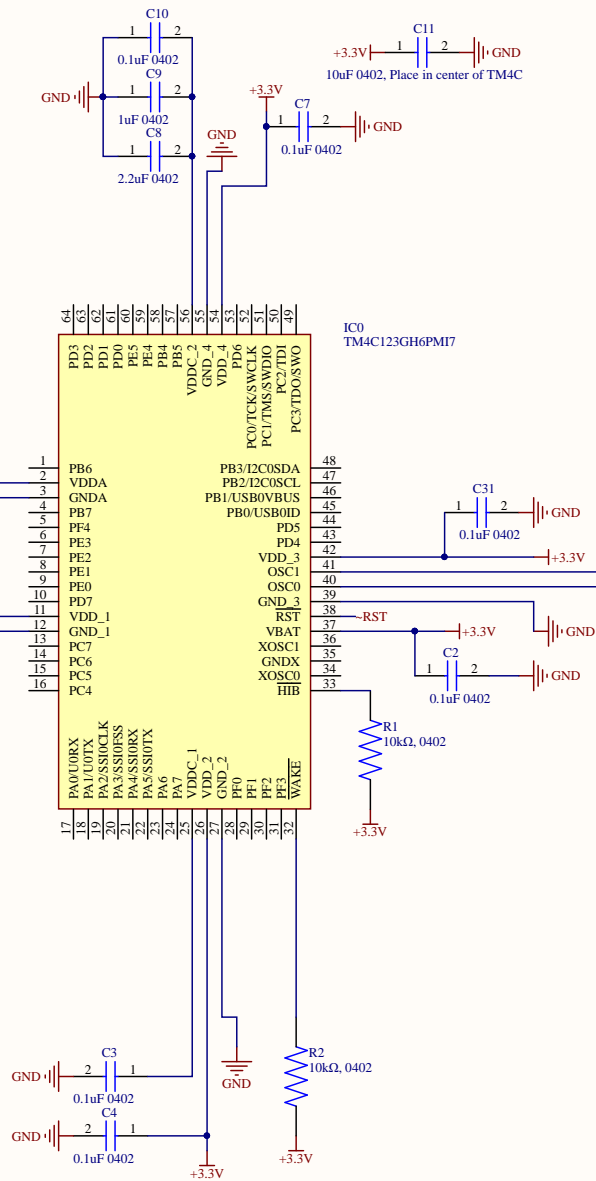 C10
1 2
0.1uF 0402
C9
GND 1 2
1uF 0402
C8
1 2
2.2uF 0402
C11
+3.3V 1 2 GND
10uF 0402, Place in center of TM4C
+3.3V
C7
1 2 GND
0.1uF 0402
GND
IC0
TM4C123GH6PMI7
64 63 62 61 60 59 58 57 56 55 54 53 52 51 50 49
PD3 PD2 PD1 PD0 PE5 PE4 PB4 PB5 VDDC_2 GND_4 VDD_4 PD6 PC0/TCK/SWCLK PC1/TMS/SWDIO PC2/TDI PC3/TDO/SWO
1 PB6
2 VDDA
3 GNDA
4 PB7
5 PF4
6 PE3
7 PE2
8 PE1
9 PE0
10 PD7
11 VDD_1
12 GND_1
13 PC7
14 PC6
15 PC5
16 PC4
PB3/I2C0SDA 48
PB2/I2C0SCL 47
PB1/USB0VBUS 46
PB0/USB0ID 45
PD5 44
PD4 43
VDD_3 42
OSC1 41
OSC0 40
GND_3 39
RST 38 ~RST
VBAT 37
XOSC1 36
GNDX 35
XOSC0 34
HIB 33
C31
1 2 GND
0.1uF 0402
+3.3V
GND
+3.3V
C2
1 2 GND
0.1uF 0402
R1
10kΩ, 0402
+3.3V
PA0/U0RX PA1/U0TX PA2/SSI0CLK PA3/SSI0FSS PA4/SSI0RX PA5/SSI0TX PA6 PA7 VDDC_1 VDD_2 GND_2 PF0 PF1 PF2 PF3 WAKE
17 18 19 20 21 22 23 24 25 26 27 28 29 30 31 32
C3
GND 2 1
0.1uF 0402
C4
GND 2 1
0.1uF 0402
+3.3V
GND
R2
10kΩ, 0402
+3.3V